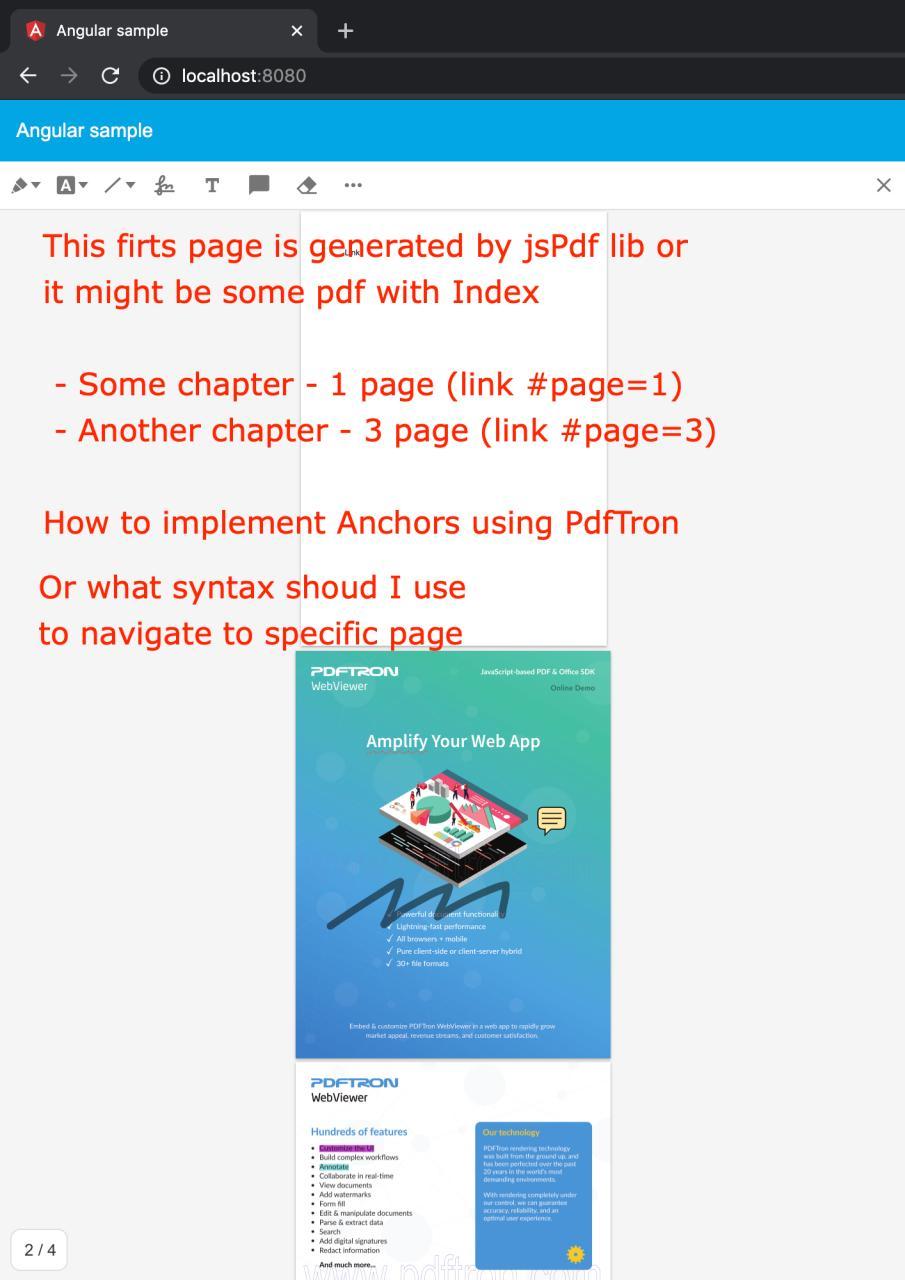 Angular sample
localhost:8080
Angular sample
A
T
This firts page is generated by jsPdf lib or
Link
it might be some pdf with Index
- Some chapter - 1 page (link #page=1)
- Another chapter - 3 page (link #page=3)
How to implement Anchors using PdfTron
Or what syntax shoud I use
to navigate to specific page
PDFTRON
WebViewer
JavaScript-based PDF & Office SDK
Online Demo
Amplify Your Web App
✓ Powerful document functionality
✓ Lightning-fast performance
✓ All browsers + mobile
✓ Pure client-side or client-server hybrid
✓ 30+ file formats
Embed & customize PDFTron WebViewer in a web app to rapidly grow
market appeal, revenue streams, and customer satisfaction.
PDFTRON
WebViewer
Hundreds of features
• Customize the UI
• Build complex workflows
• Annotate
• Collaborate in real-time
• View documents
• Add watermarks
• Form fill
• Edit & manipulate documents
• Parse & extract data
• Search
• Add digital signatures
• Redact information
And much more...
Our technology
PDFTron rendering technology
was built from the ground up, and
has been perfected over the past
20 years in the world's most
demanding environments.
With rendering completely under
our control, we can guarantee
accuracy, reliability, and an
optimal user experience.
www.pdftron.com
2 / 4